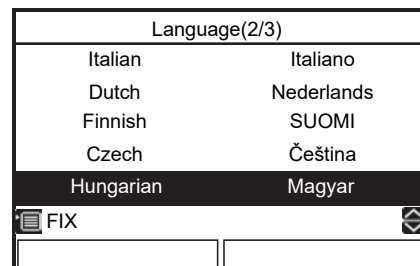 Language(2/3)
Italian Italiano
Dutch Nederlands
Finnish SUOMI
Czech Čeština
Hungarian Magyar
FIX